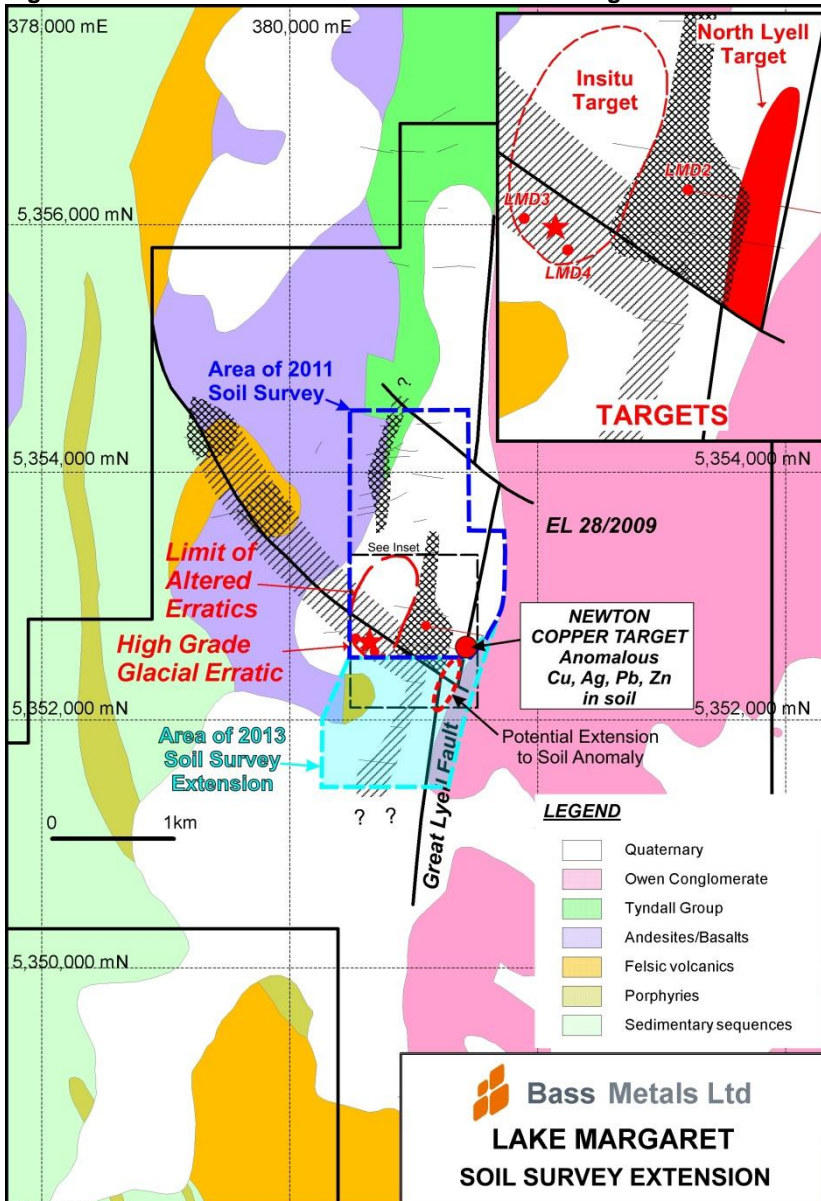 378,000 mE
380,000 mE
North Lyell
Target
Insitu
Target
LMD2
LMD3
LMD4
TARGETS
5,356,000 mN
Area of 2011
Soil Survey
?
5,354,000 mN
5,354,000 mN
EL 28/2009
See Inset
Limit of
Altered
Erratics
High Grade
Glacial Erratic
NEWTON
COPPER TARGET
Anomalous
Cu, Ag, Pb, Zn
in soil
5,352,000 mN
5,352,000 mN
Area of 2013
Soil Survey
Extension
Potential Extension
to Soil Anomaly
Great Lyell Fault
? ?
0 1km
LEGEND
Quaternary
Owen Conglomerate
Tyndall Group
Andesites/Basalts
Felsic volcanics
Porphyries
Sedimentary sequences
5,350,000 mN
Bass Metals Ltd
LAKE MARGARET
SOIL SURVEY EXTENSION